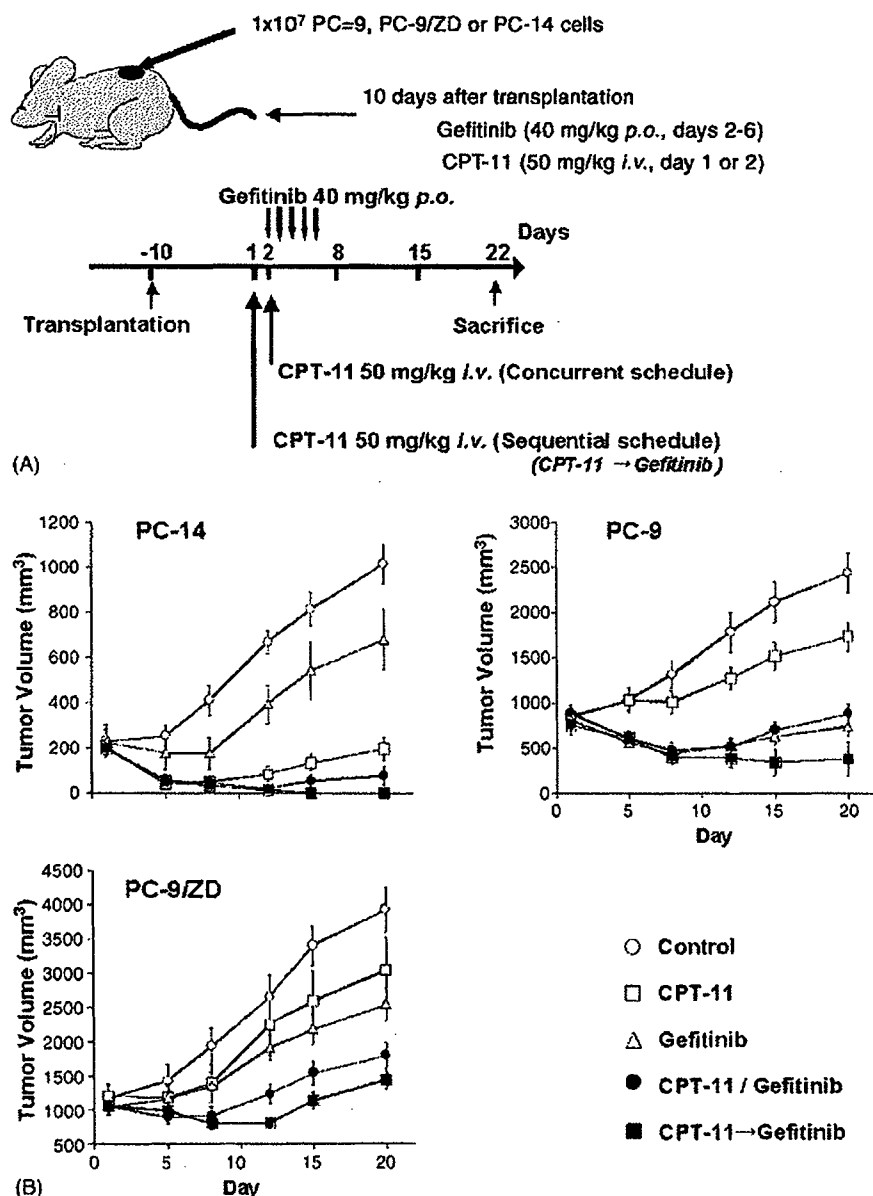 1x10⁷ PC=9, PC-9/ZD or PC-14 cells
10 days after transplantation
Gefitinib (40 mg/kg p.o., days 2-6)
CPT-11 (50 mg/kg i.v., day 1 or 2)
Gefitinib 40 mg/kg p.o.
Days
-10 1 2 8 15 22
Transplantation
Sacrifice
CPT-11 50 mg/kg i.v. (Concurrent schedule)
CPT-11 50 mg/kg i.v. (Sequential schedule)
(A)
(CPT-11 → Gefitinib)
PC-14
Tumor Volume (mm³)
1200
1000
800
600
400
200
0
PC-9
Tumor Volume (mm³)
3000
2500
2000
1500
1000
500
0
0 5 10 15 20
Day
PC-9/ZD
Tumor Volume (mm³)
4500
4000
3500
3000
2500
2000
1500
1000
500
0 5 10 15 20
Day
Control
CPT-11
Gefitinib
CPT-11 / Gefitinib
CPT-11→Gefitinib
(B)